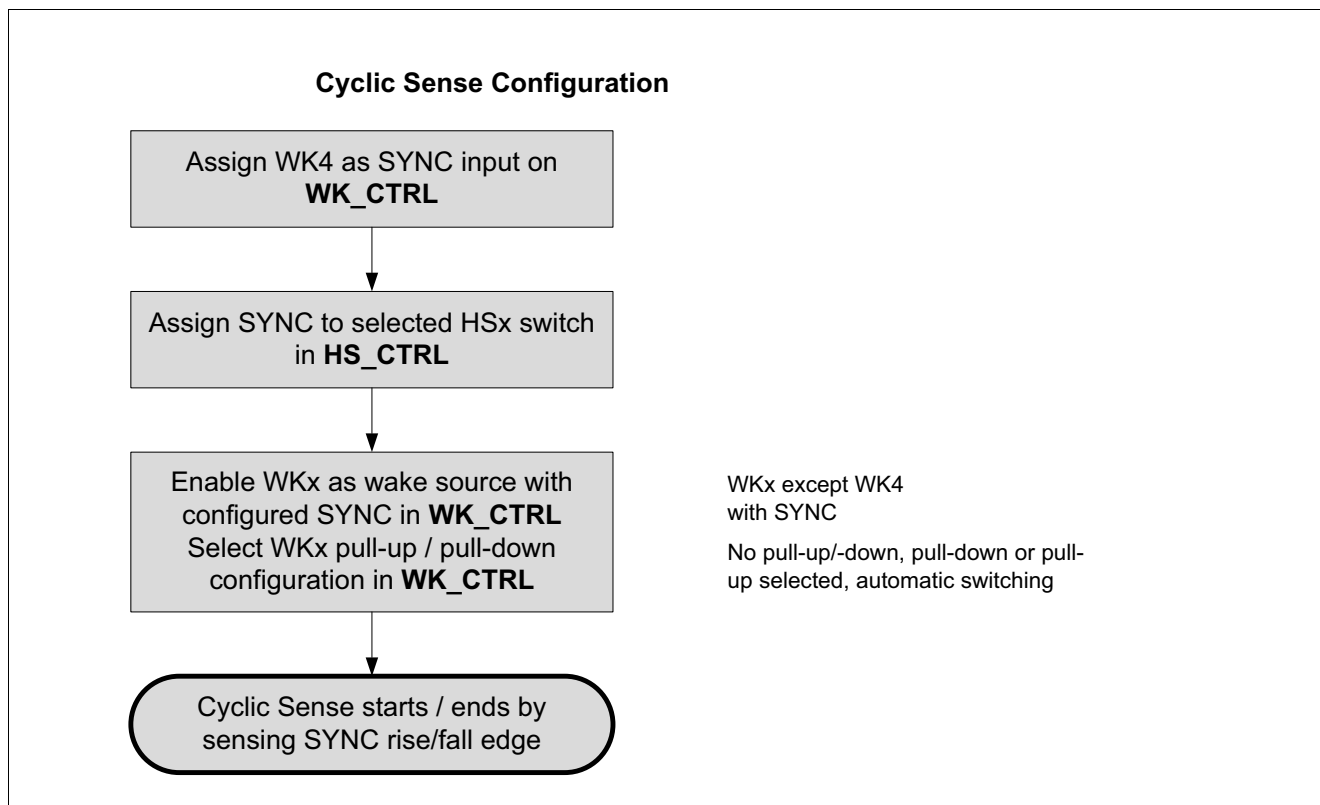 Cyclic Sense Configuration
Assign WK4 as SYNC input on
WK_CTRL
Assign SYNC to selected HSx switch
in HS_CTRL
Enable WKx as wake source with
configured SYNC in WK_CTRL
Select WKx pull-up / pull-down
configuration in WK_CTRL
WKx except WK4
with SYNC
No pull-up/-down, pull-down or pull-
up selected, automatic switching
Cyclic Sense starts / ends by
sensing SYNC rise/fall edge